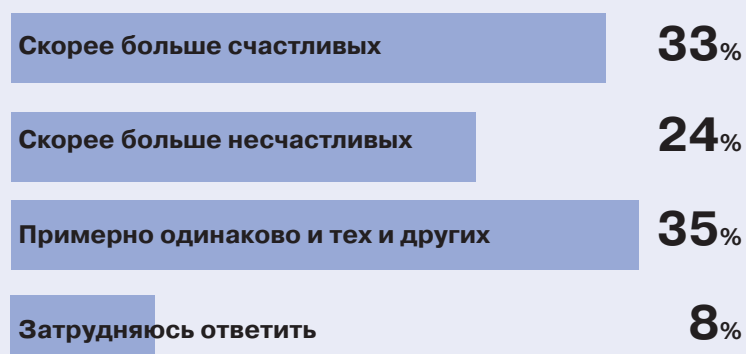 Скорее больше счастливых 33%
Скорее больше несчастливых 24%
Примерно одинаково и тех и других 35%
Затрудняюсь ответить 8%